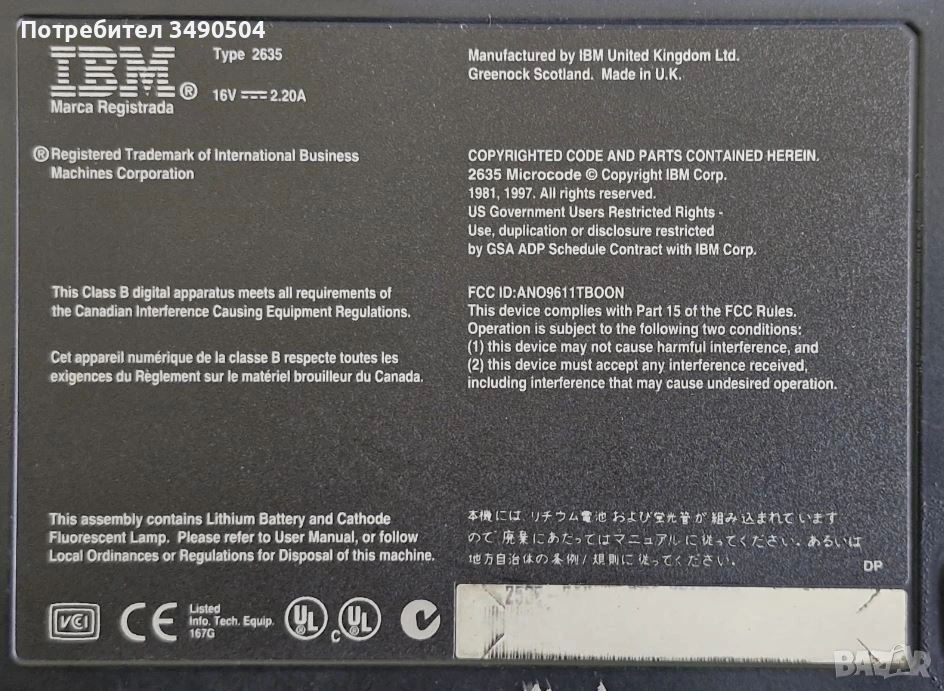 Потребител 3490504
IBM®
Marca Registrada
Type 2635
16V 2.20A
Manufactured by IBM United Kingdom Ltd.
Greenock Scotland. Made in U.K.
®Registered Trademark of International Business
Machines Corporation
COPYRIGHTED CODE AND PARTS CONTAINED HEREIN.
2635 Microcode © Copyright IBM Corp.
1981, 1997. All rights reserved.
US Government Users Restricted Rights -
Use, duplication or disclosure restricted
by GSA ADP Schedule Contract with IBM Corp.
This Class B digital apparatus meets all requirements of
the Canadian Interference Causing Equipment Regulations.
Cet appareil numérique de la classe B respecte toutes les
exigences du Règlement sur le matériel brouilleur du Canada.
FCC ID:ANO9611TBOON
This device complies with Part 15 of the FCC Rules.
Operation is subject to the following two conditions:
(1) this device may not cause harmful interference, and
(2) this device must accept any interference received,
including interference that may cause undesired operation.
This assembly contains Lithium Battery and Cathode
Fluorescent Lamp. Please refer to User Manual, or follow
Local Ordinances or Regulations for Disposal of this machine.
本機には リチウム電池 および蛍光管が 組み込まれています
ので 廃棄にあたってはマニュアルに従ってください。あるいは
地方自治体の条例/規則に従ってください。
DP
VCI
CE
Listed
Info. Tech. Equip.
167G
UL
C UL
BAZAR